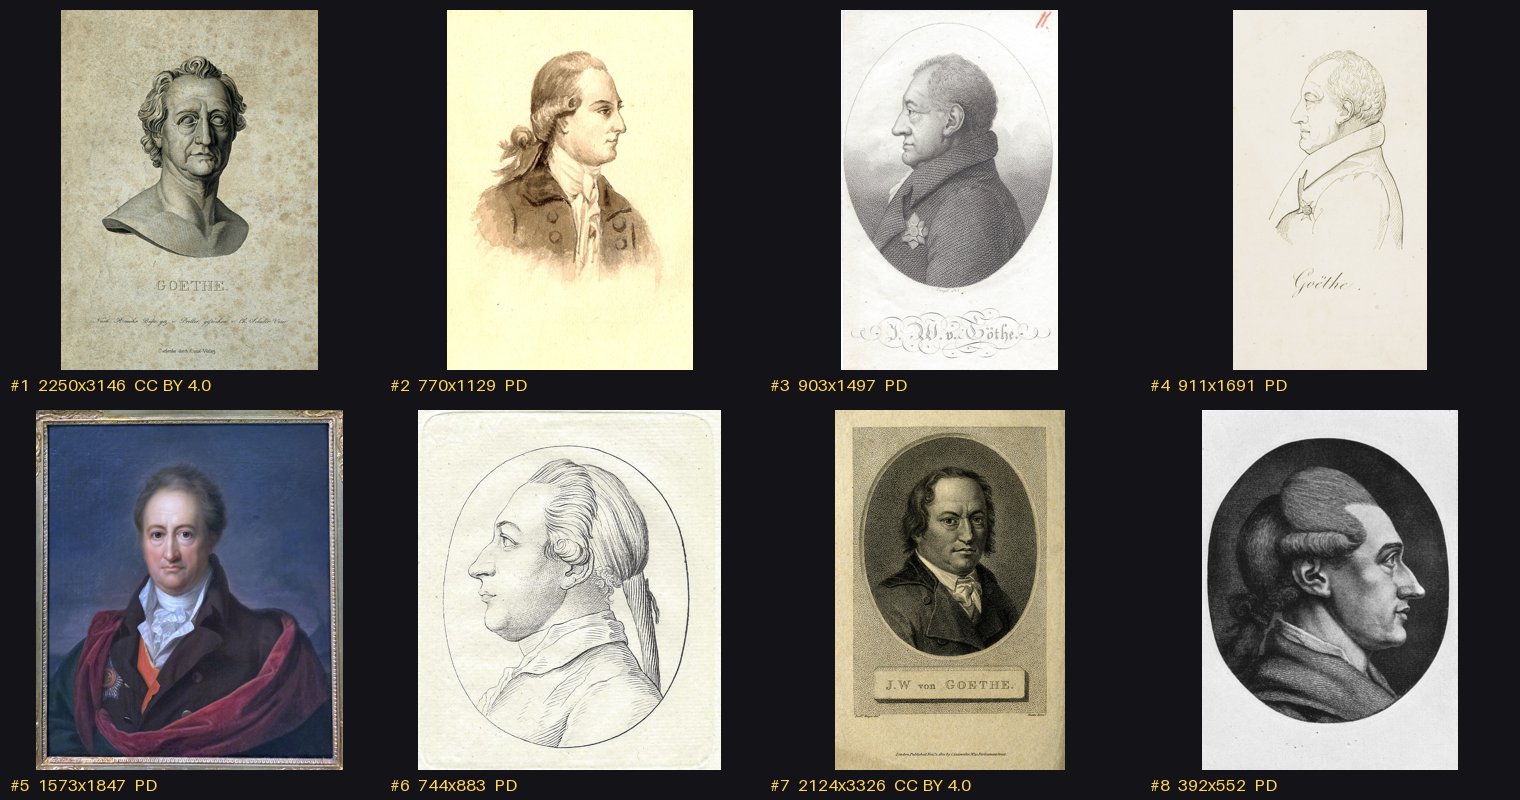 GOETHE.
#1 2250x3146 CC BY 4.0
#2 770x1129 PD
J. W. v. Göthe.
#3 903x1497 PD
Goëthe.
#4 911x1691 PD
#5 1573x1847 PD
#6 744x883 PD
J.W von GOETHE.
#7 2124x3326 CC BY 4.0
#8 392x552 PD